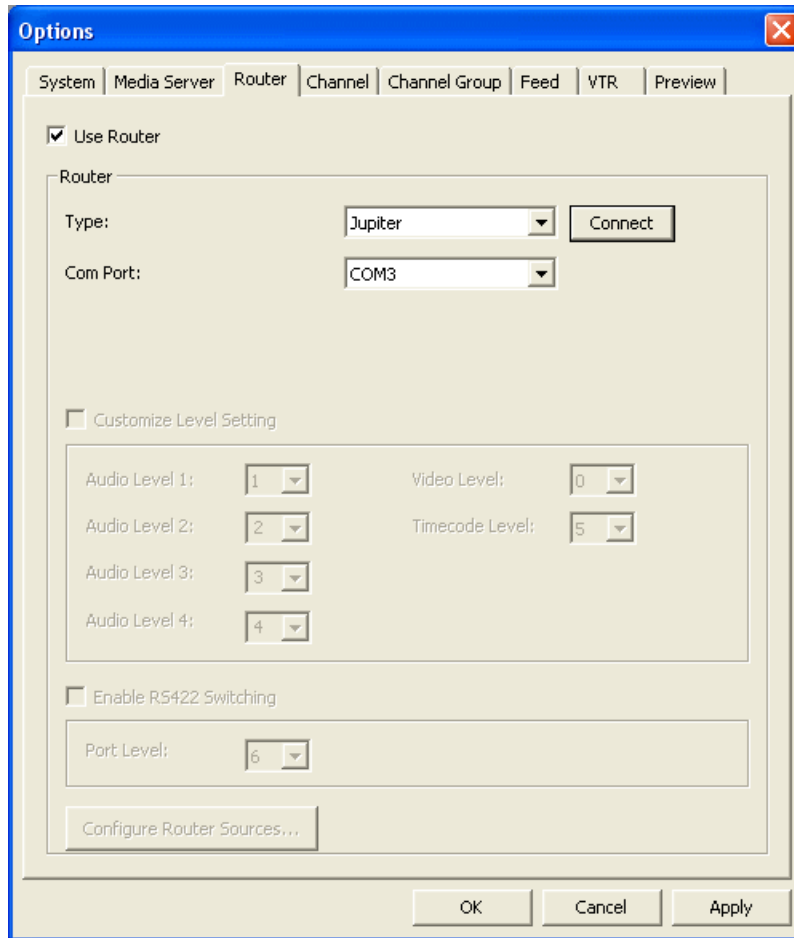 Options
System Media Server Router Channel Channel Group Feed VTR Preview
Use Router
Router
Type: Jupiter Connect
Com Port: COM3
Customize Level Setting
Audio Level 1: 1 Video Level: 0
Audio Level 2: 2 Timecode Level: 5
Audio Level 3: 3
Audio Level 4: 4
Enable RS422 Switching
Port Level: 6
Configure Router Sources...
OK Cancel Apply